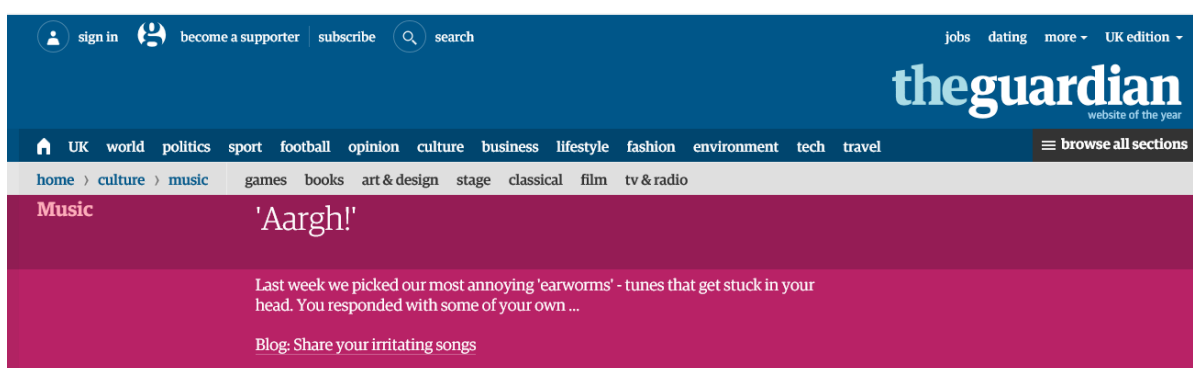 sign in become a supporter subscribe search jobs dating more UK edition
theguardian
website of the year
UK world politics sport football opinion culture business lifestyle fashion environment tech travel browse all sections
home › culture › music games books art & design stage classical film tv & radio
Music 'Aargh!'
Last week we picked our most annoying 'earworms' - tunes that get stuck in your
head. You responded with some of your own ...
Blog: Share your irritating songs